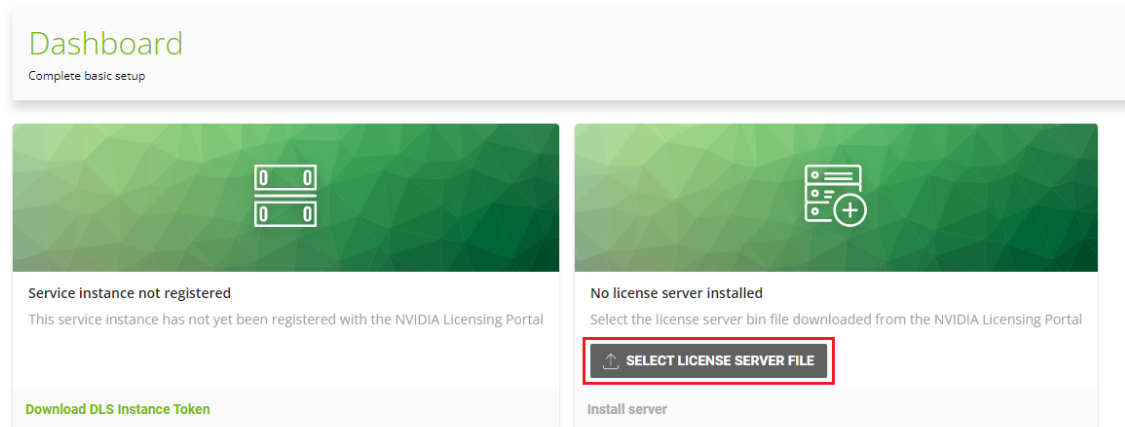 Dashboard
Complete basic setup
Service instance not registered
This service instance has not yet been registered with the NVIDIA Licensing Portal
Download DLS Instance Token
No license server installed
Select the license server bin file downloaded from the NVIDIA Licensing Portal
SELECT LICENSE SERVER FILE
Install server